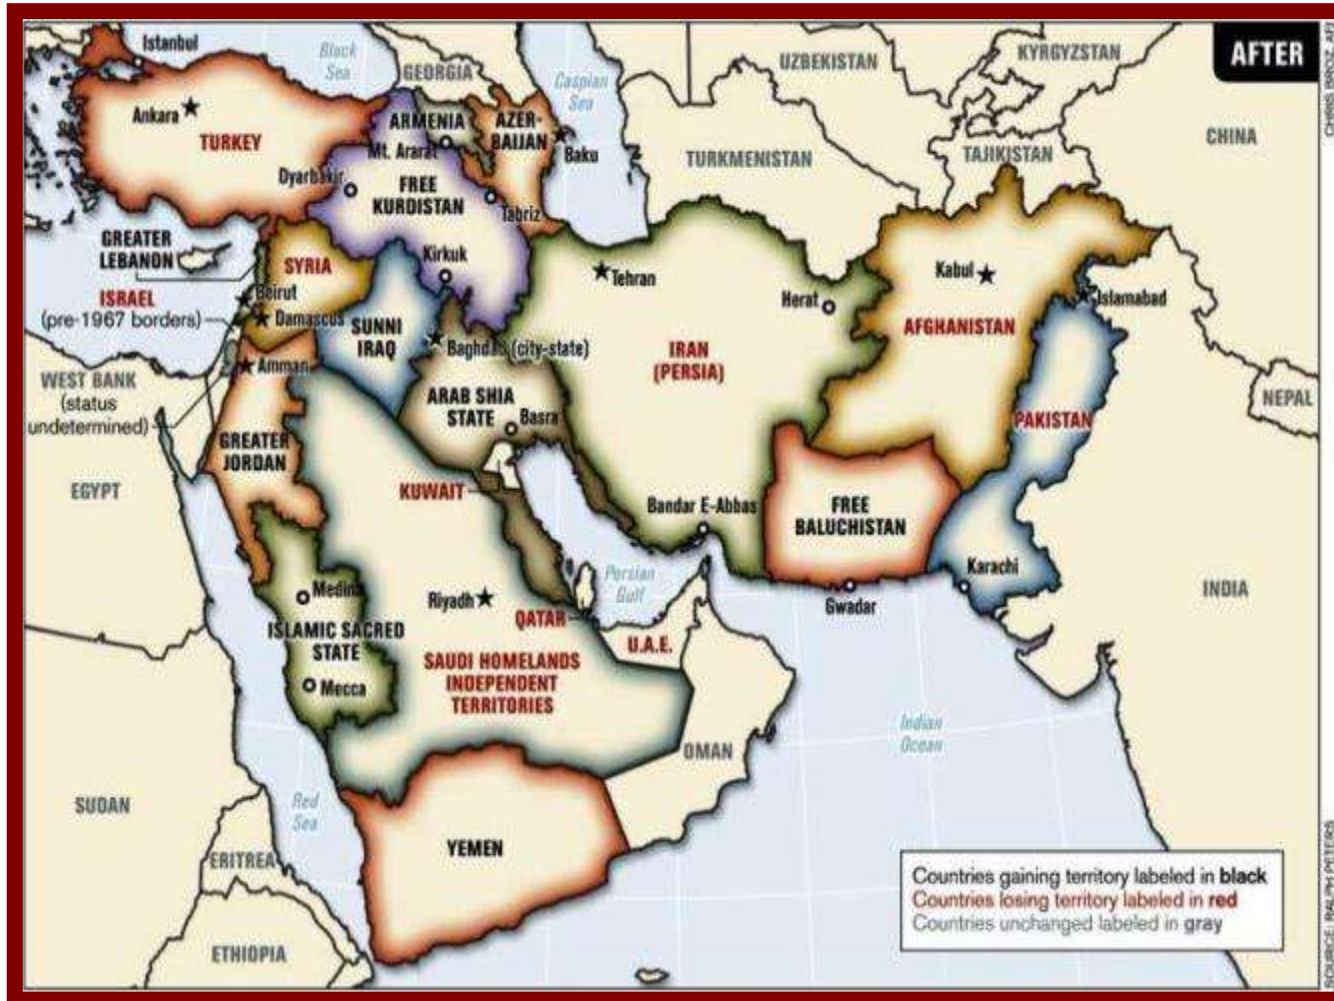 AFTER
CHRIS BROZ, AFJ
Istanbul
Black
Sea
GEORGIA
Caspian
Sea
UZBEKISTAN
KYRGYZSTAN
CHINA
Ankara
TURKEY
ARMENIA
AZER-
BAIJAN
Mt. Ararat
Baku
TURKMENISTAN
TAJIKISTAN
Dyarbakir
FREE
KURDISTAN
Tabriz
GREATER
LEBANON
SYRIA
Kirkuk
Tehran
Herat
Kabul
Islamabad
ISRAEL
(pre-1967 borders)
Beirut
Damascus
SUNNI
IRAQ
Baghdad (city-state)
IRAN
(PERSIA)
AFGHANISTAN
Amman
WEST BANK
(status
undetermined)
ARAB SHIA
STATE
Basra
PAKISTAN
NEPAL
GREATER
JORDAN
EGYPT
KUWAIT
Bandar E-Abbas
FREE
BALUCHISTAN
Karachi
INDIA
Medina
Riyadh
Persian
Gulf
QATAR
Gwadar
ISLAMIC SACRED
STATE
U.A.E.
Mecca
SAUDI HOMELANDS
INDEPENDENT
TERRITORIES
Indian
Ocean
OMAN
SUDAN
Red
Sea
YEMEN
ERITREA
ETHIOPIA
Countries gaining territory labeled in black
Countries losing territory labeled in red
Countries unchanged labeled in gray
SOURCE: RALPH PETERS